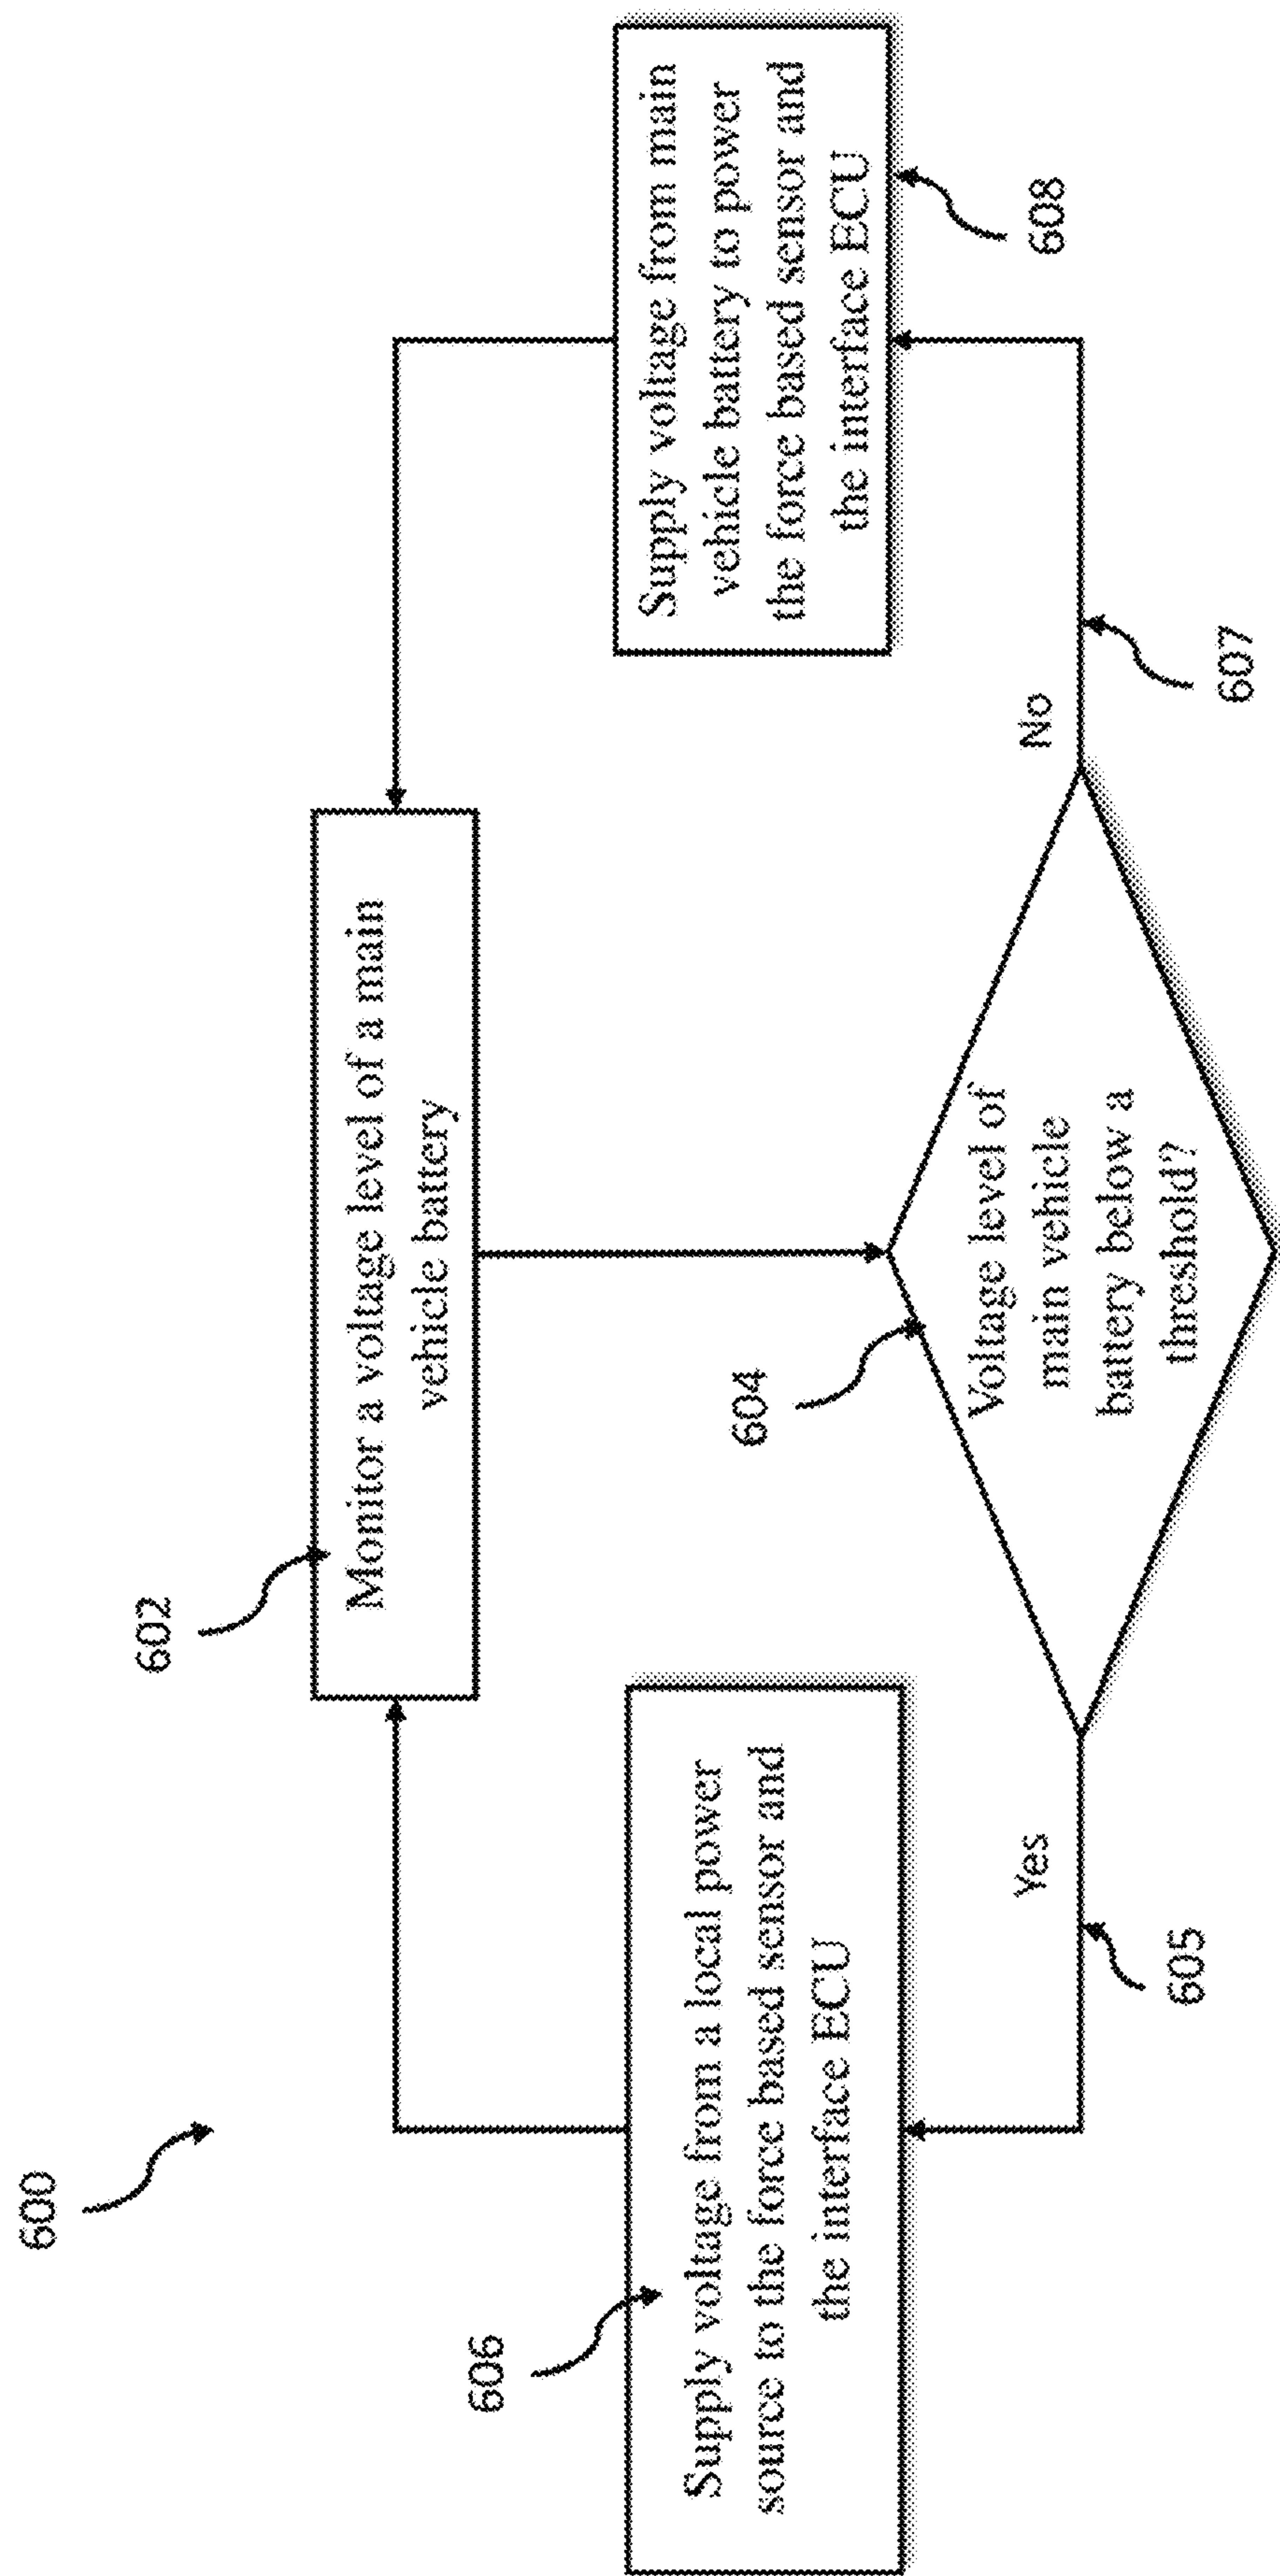 600
602
Monitor a voltage level of a main
vehicle battery
604
Voltage level of
main vehicle
battery below a
threshold?
Yes
605
606
Supply voltage from a local power
source to the force based sensor and
the interface ECU
No
607
Supply voltage from main
vehicle battery to power
the force based sensor and
the interface ECU
608